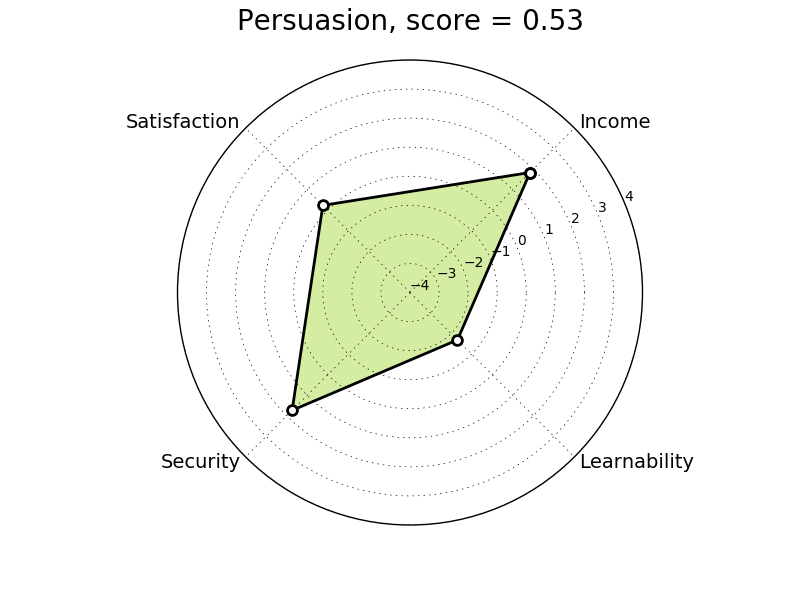 Persuasion, score = 0.53
Satisfaction
Income
4
3
2
1
0
−1
−2
−3
−4
Security
Learnability